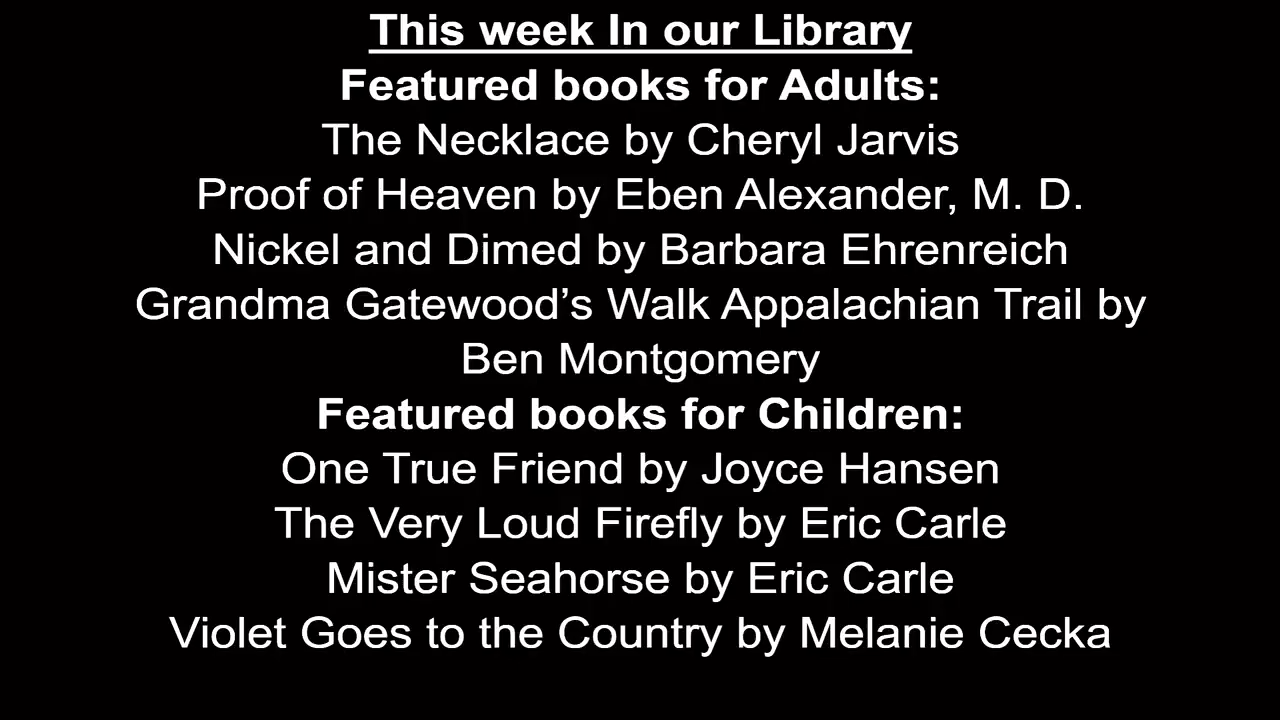 This week In our Library
Featured books for Adults:
The Necklace by Cheryl Jarvis
Proof of Heaven by Eben Alexander, M. D.
Nickel and Dimed by Barbara Ehrenreich
Grandma Gatewood’s Walk Appalachian Trail by
Ben Montgomery
Featured books for Children:
One True Friend by Joyce Hansen
The Very Loud Firefly by Eric Carle
Mister Seahorse by Eric Carle
Violet Goes to the Country by Melanie Cecka